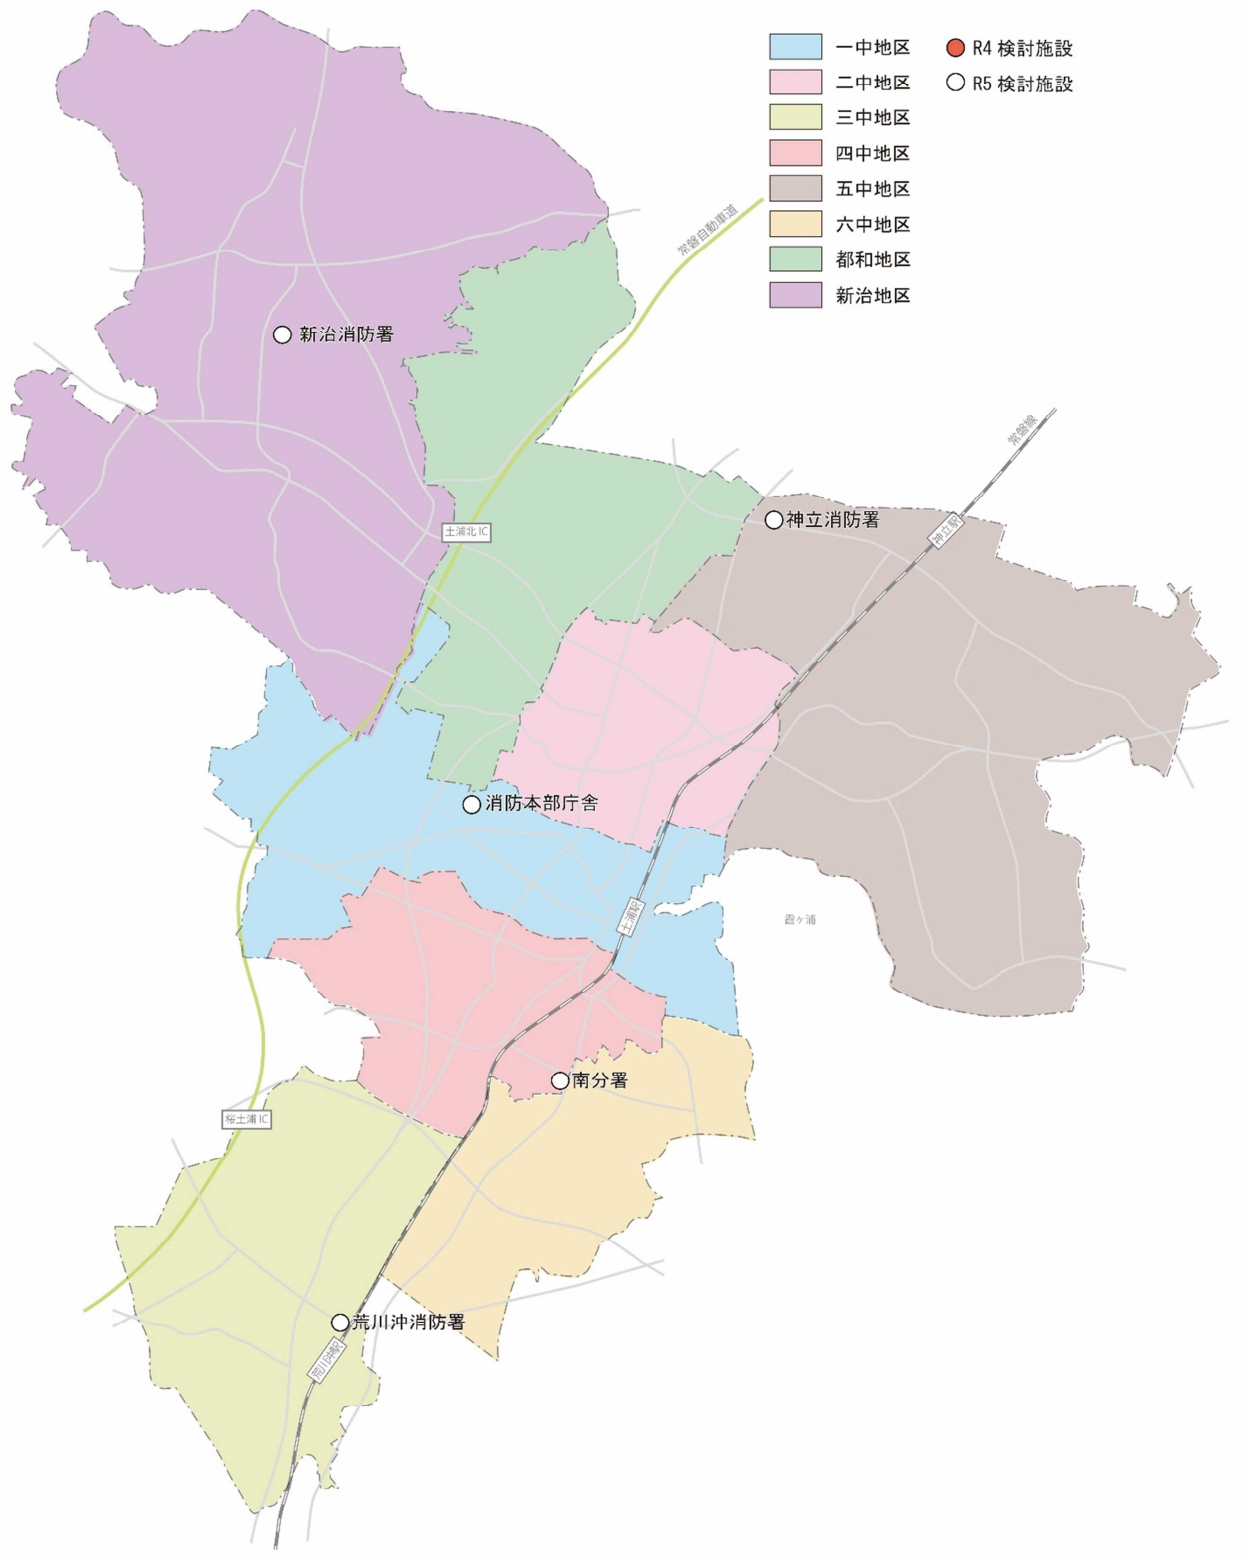 一中地区
二中地区
三中地区
四中地区
五中地区
六中地区
都和地区
新治地区
R4 検討施設
R5 検討施設
常磐自動車道
新治消防署
常磐線
土浦北 IC
神立消防署
神立駅
消防本部庁舎
土浦駅
霞ヶ浦
南分署
桜土浦 IC
荒川沖消防署
荒川沖駅